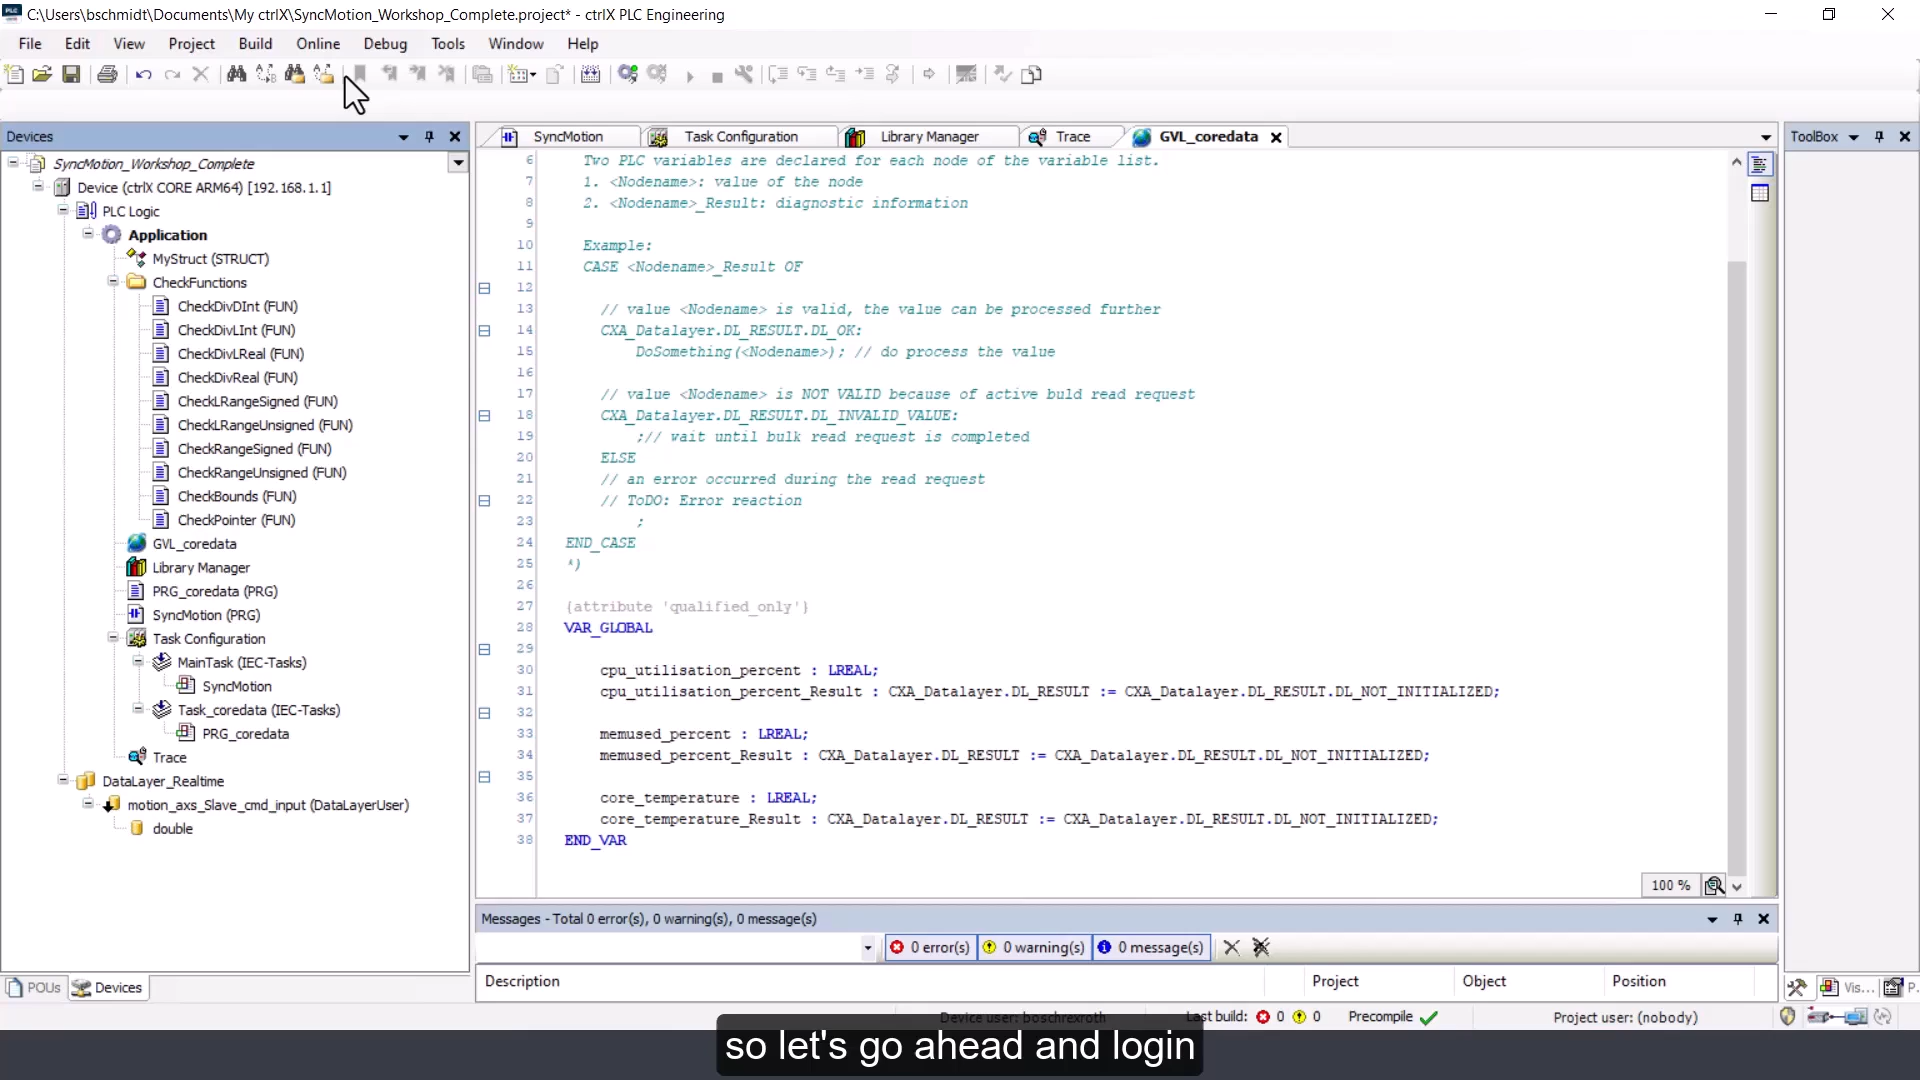 C:\Users\bschmidt\Documents\My ctrlX\SyncMotion_Workshop_Complete.project* - ctrlX PLC Engineering
File Edit View Project Build Online Debug Tools Window Help
Devices
SyncMotion_Workshop_Complete
Device (ctrlX CORE ARM64) [192.168.1.1]
PLC Logic
Application
MyStruct (STRUCT)
CheckFunctions
CheckDivDInt (FUN)
CheckDivLInt (FUN)
CheckDivLReal (FUN)
CheckDivReal (FUN)
CheckLRangeSigned (FUN)
CheckLRangeUnsigned (FUN)
CheckRangeSigned (FUN)
CheckRangeUnsigned (FUN)
CheckBounds (FUN)
CheckPointer (FUN)
GVL_coredata
Library Manager
PRG_coredata (PRG)
SyncMotion (PRG)
Task Configuration
MainTask (IEC-Tasks)
SyncMotion
Task_coredata (IEC-Tasks)
PRG_coredata
Trace
DataLayer_Realtime
motion_axs_Slave_cmd_input (DataLayerUser)
double
POUs Devices
SyncMotion Task Configuration Library Manager Trace GVL_coredata
6 Two PLC variables are declared for each node of the variable list.
7 1. <Nodename>: value of the node
8 2. <Nodename>_Result: diagnostic information
9
10 Example:
11 CASE <Nodename>_Result OF
12
13 // value <Nodename> is valid, the value can be processed further
14 CXA_Datalayer.DL_RESULT.DL_OK:
15 DoSomething(<Nodename>); // do process the value
16
17 // value <Nodename> is NOT VALID because of active buld read request
18 CXA_Datalayer.DL_RESULT.DL_INVALID_VALUE:
19 ;// wait until bulk read request is completed
20 ELSE
21 // an error occurred during the read request
22 // ToDO: Error reaction
23 ;
24 END_CASE
25 *)
26
27 {attribute 'qualified_only'}
28 VAR_GLOBAL
29
30 cpu_utilisation_percent : LREAL;
31 cpu_utilisation_percent_Result : CXA_Datalayer.DL_RESULT := CXA_Datalayer.DL_RESULT.DL_NOT_INITIALIZED;
32
33 memused_percent : LREAL;
34 memused_percent_Result : CXA_Datalayer.DL_RESULT := CXA_Datalayer.DL_RESULT.DL_NOT_INITIALIZED;
35
36 core_temperature : LREAL;
37 core_temperature_Result : CXA_Datalayer.DL_RESULT := CXA_Datalayer.DL_RESULT.DL_NOT_INITIALIZED;
38 END_VAR
100 %
ToolBox
Messages - Total 0 error(s), 0 warning(s), 0 message(s)
0 error(s) 0 warning(s) 0 message(s)
Description Project Object Position
Vis... P...
Device user: boschrexroth Last build: 0 0 Precompile Project user: (nobody)
so let's go ahead and login